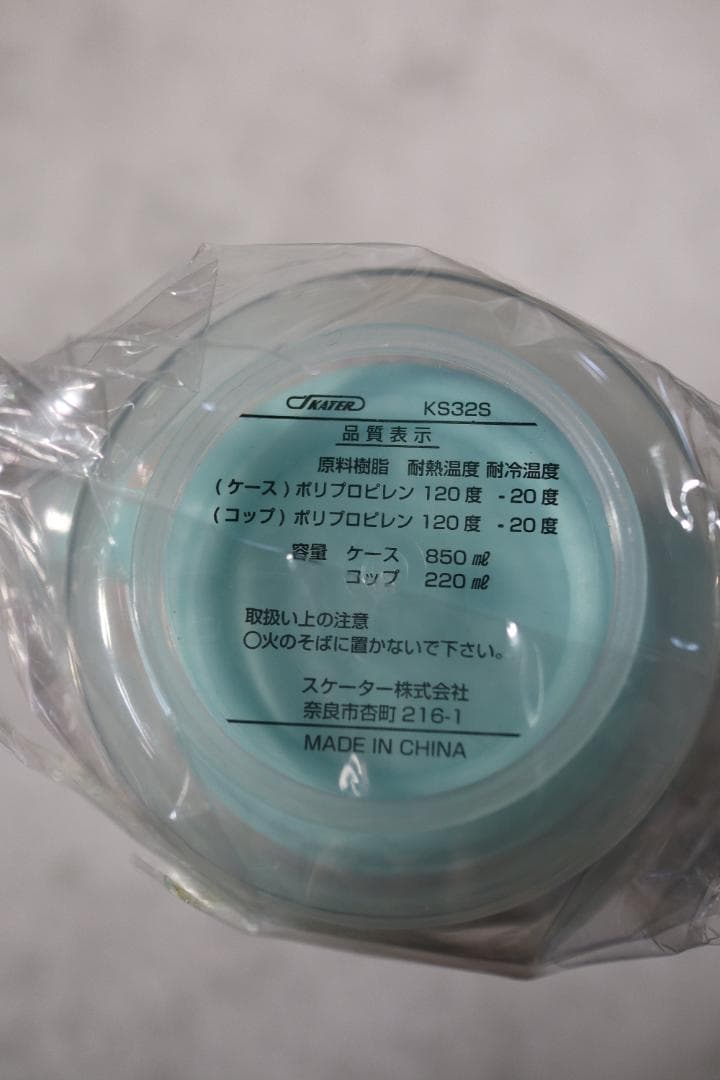 SKATER KS32S
品質表示
原料樹脂 耐熱温度 耐冷温度
(ケース)ポリプロピレン 120度 -20度
(コップ)ポリプロピレン 120度 -20度
容量 ケース 850㎖
コップ 220㎖
取扱い上の注意
○火のそばに置かないで下さい。
スケーター株式会社
奈良市杏町216-1
MADE IN CHINA